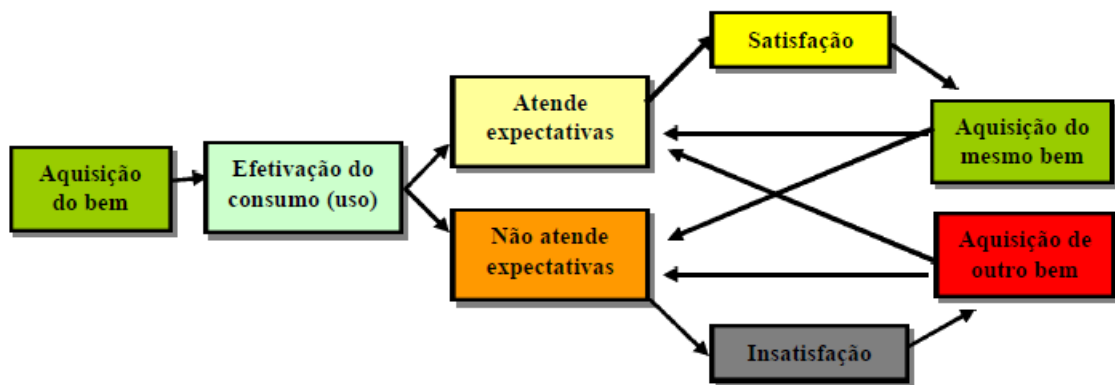 Aquisição
do bem
Efetivação do
consumo (uso)
Atende
expectativas
Não atende
expectativas
Satisfação
Insatisfação
Aquisição do
mesmo bem
Aquisição de
outro bem